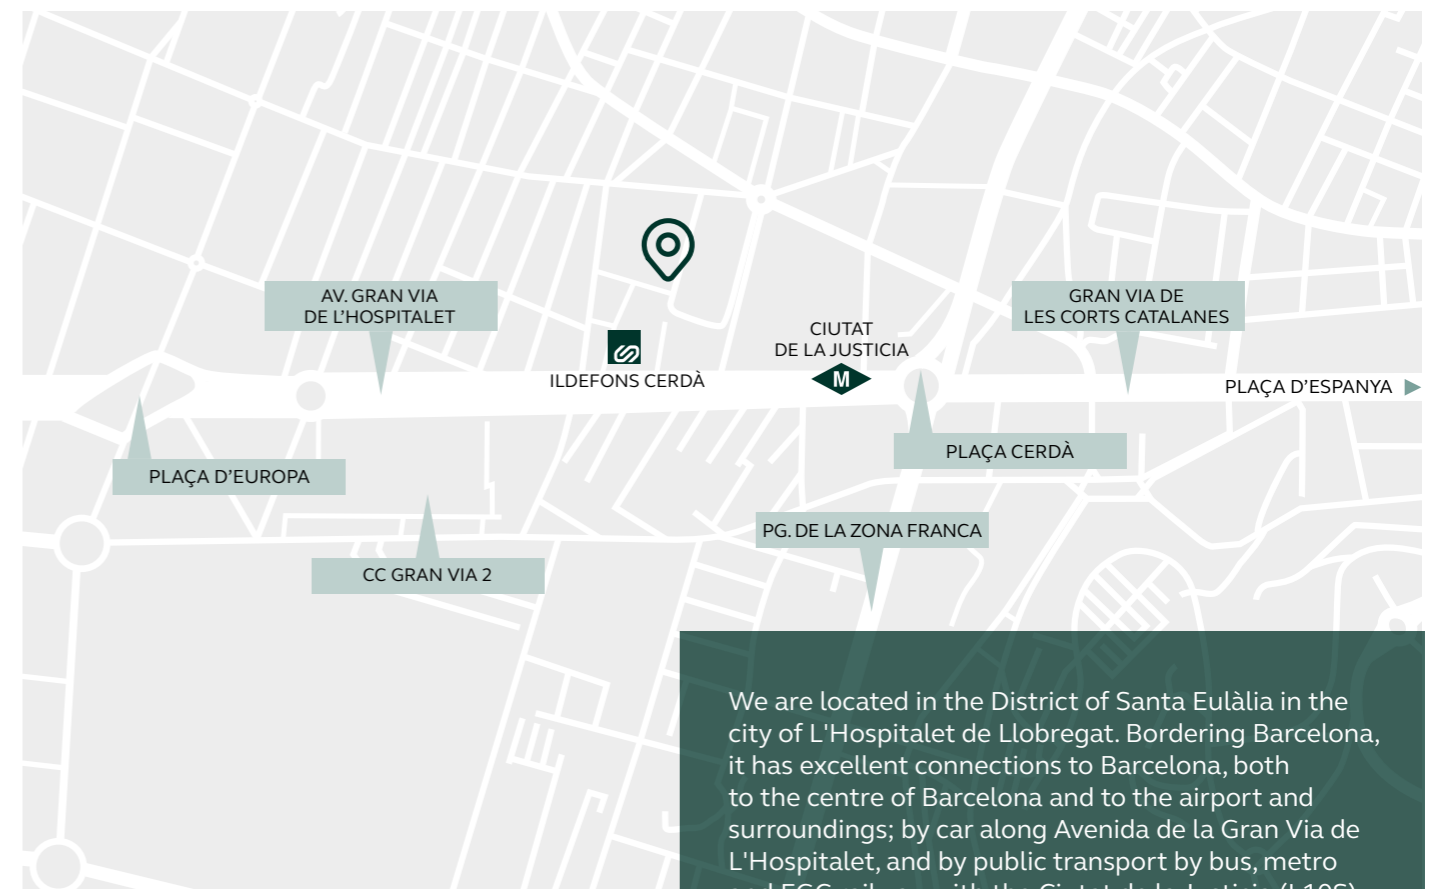 AV. GRAN VIA
DE L’HOSPITALET
GRAN VIA DE
LES CORTS CATALANES
CIUTAT
DE LA JUSTICIA
M
ILDEFONS CERDÀ
PLAÇA D’ESPANYA
PLAÇA CERDÀ
PLAÇA D’EUROPA
PG. DE LA ZONA FRANCA
CC GRAN VIA 2
We are located in the District of Santa Eulàlia in the
city of L'Hospitalet de Llobregat. Bordering Barcelona,
it has excellent connections to Barcelona, both
to the centre of Barcelona and to the airport and
surroundings; by car along Avenida de la Gran Via de
L'Hospitalet, and by public transport by bus, metro